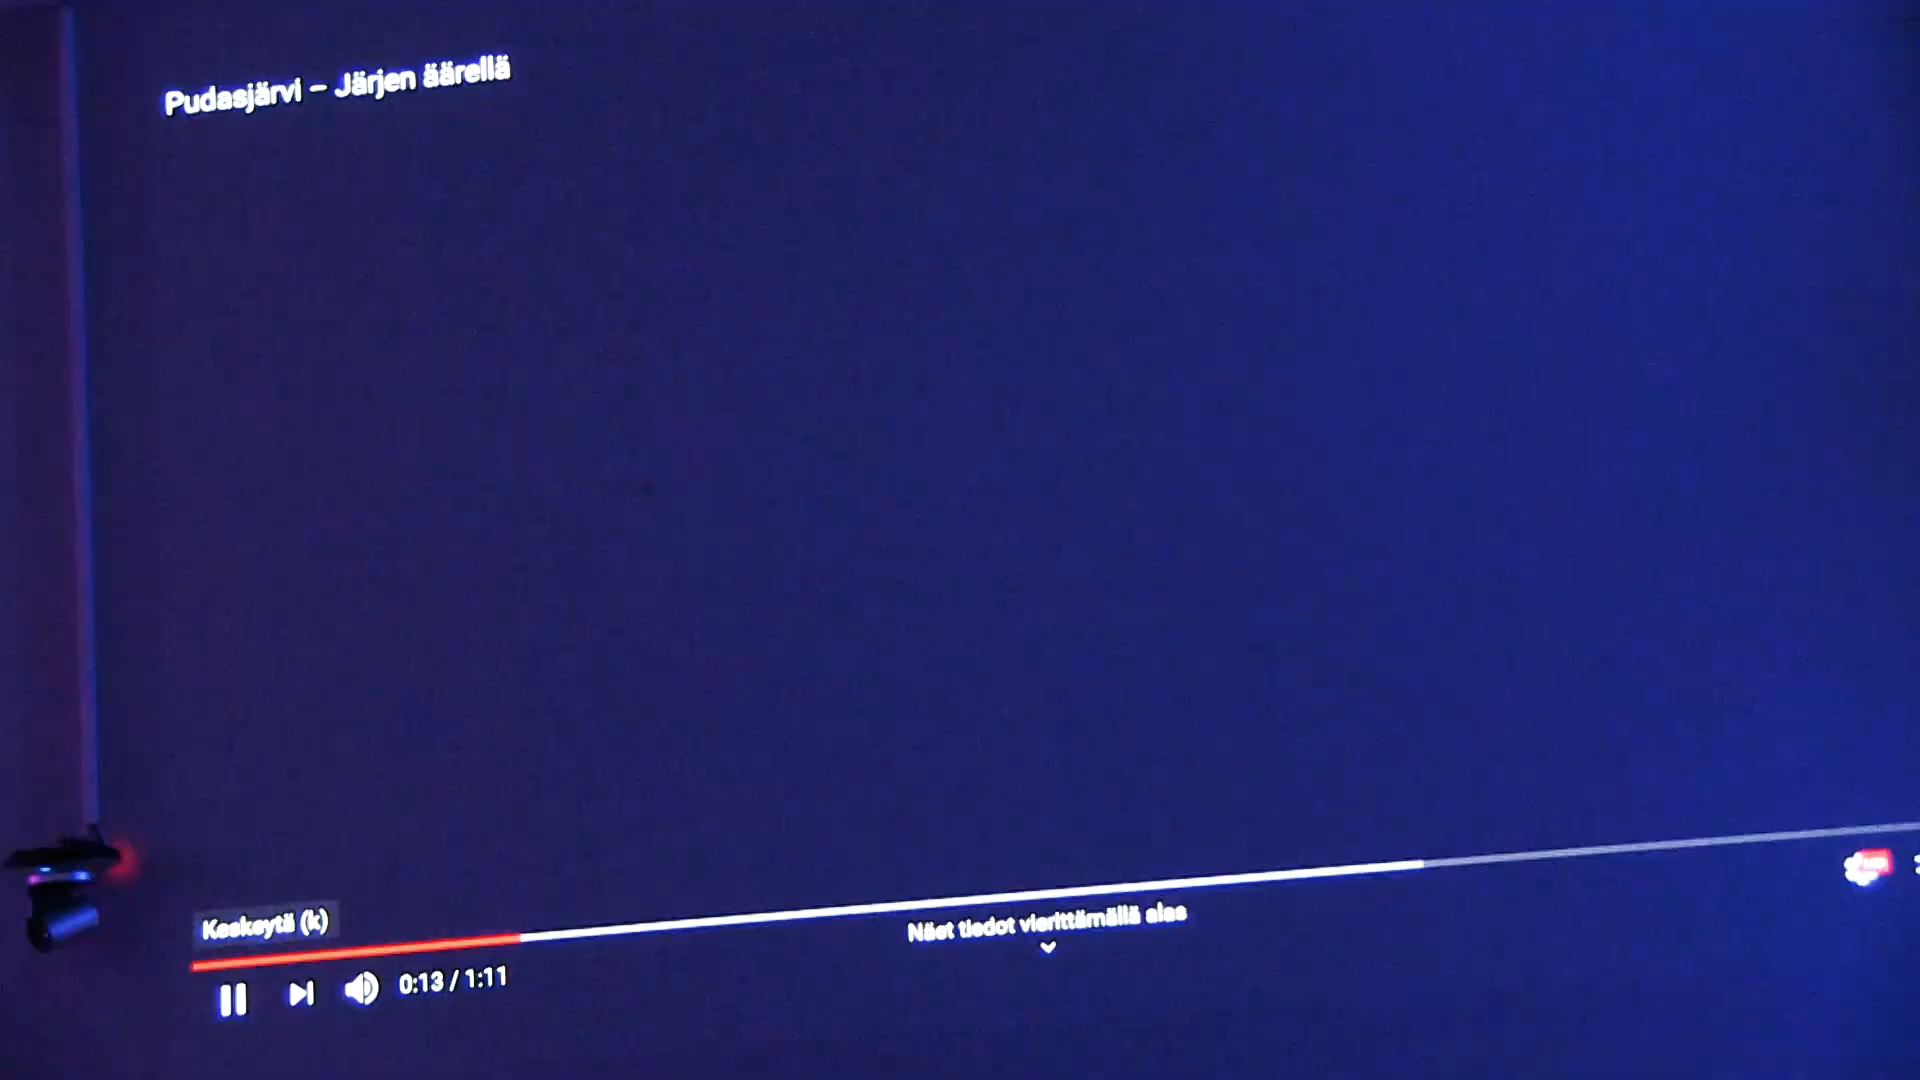 Pudasjärvi – Järjen äärellä
Keskeytä (k)
Näet tiedot vierittämällä alas
0:13 / 1:11